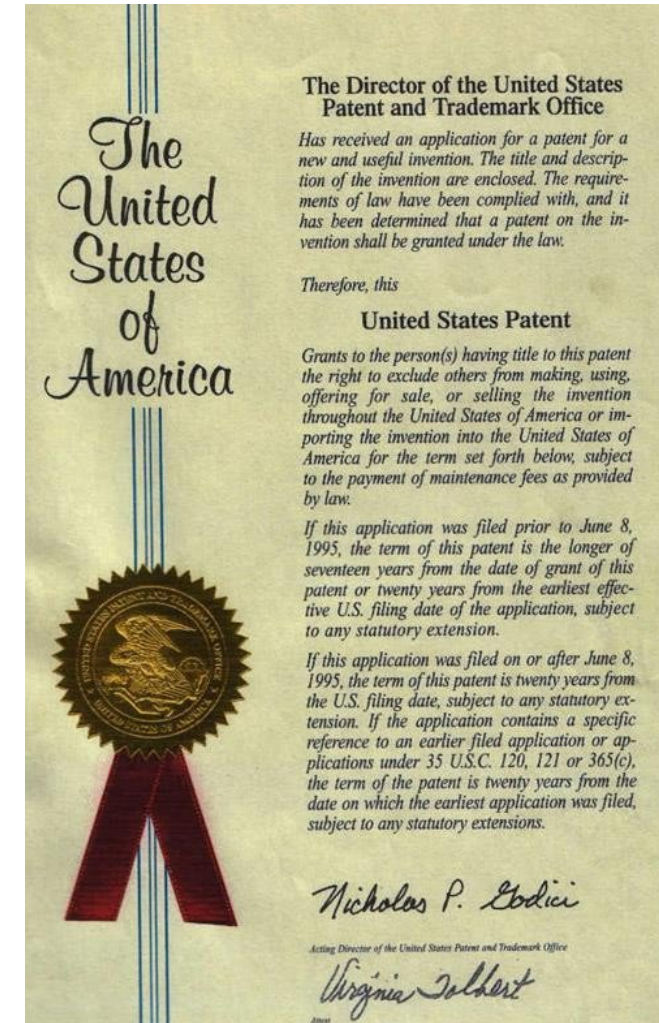 The
United
States
of
America
The Director of the United States
Patent and Trademark Office
Has received an application for a patent for a
new and useful invention. The title and descrip-
tion of the invention are enclosed. The require-
ments of law have been complied with, and it
has been determined that a patent on the in-
vention shall be granted under the law.
Therefore, this
United States Patent
Grants to the person(s) having title to this patent
the right to exclude others from making, using,
offering for sale, or selling the invention
throughout the United States of America or im-
porting the invention into the United States of
America for the term set forth below, subject
to the payment of maintenance fees as provided
by law.
If this application was filed prior to June 8,
1995, the term of this patent is the longer of
seventeen years from the date of grant of this
patent or twenty years from the earliest effec-
tive U.S. filing date of the application, subject
to any statutory extension.
If this application was filed on or after June 8,
1995, the term of this patent is twenty years from
the U.S. filing date, subject to any statutory ex-
tension. If the application contains a specific
reference to an earlier filed application or ap-
plications under 35 U.S.C. 120, 121 or 365(c),
the term of the patent is twenty years from the
date on which the earliest application was filed,
subject to any statutory extensions.
UNITED STATES PATENT AND TRADEMARK OFFICE
UNITED STATES OF AMERICA
Nicholas P. Godici
Acting Director of the United States Patent and Trademark Office
Virginia Tolbert
Attest